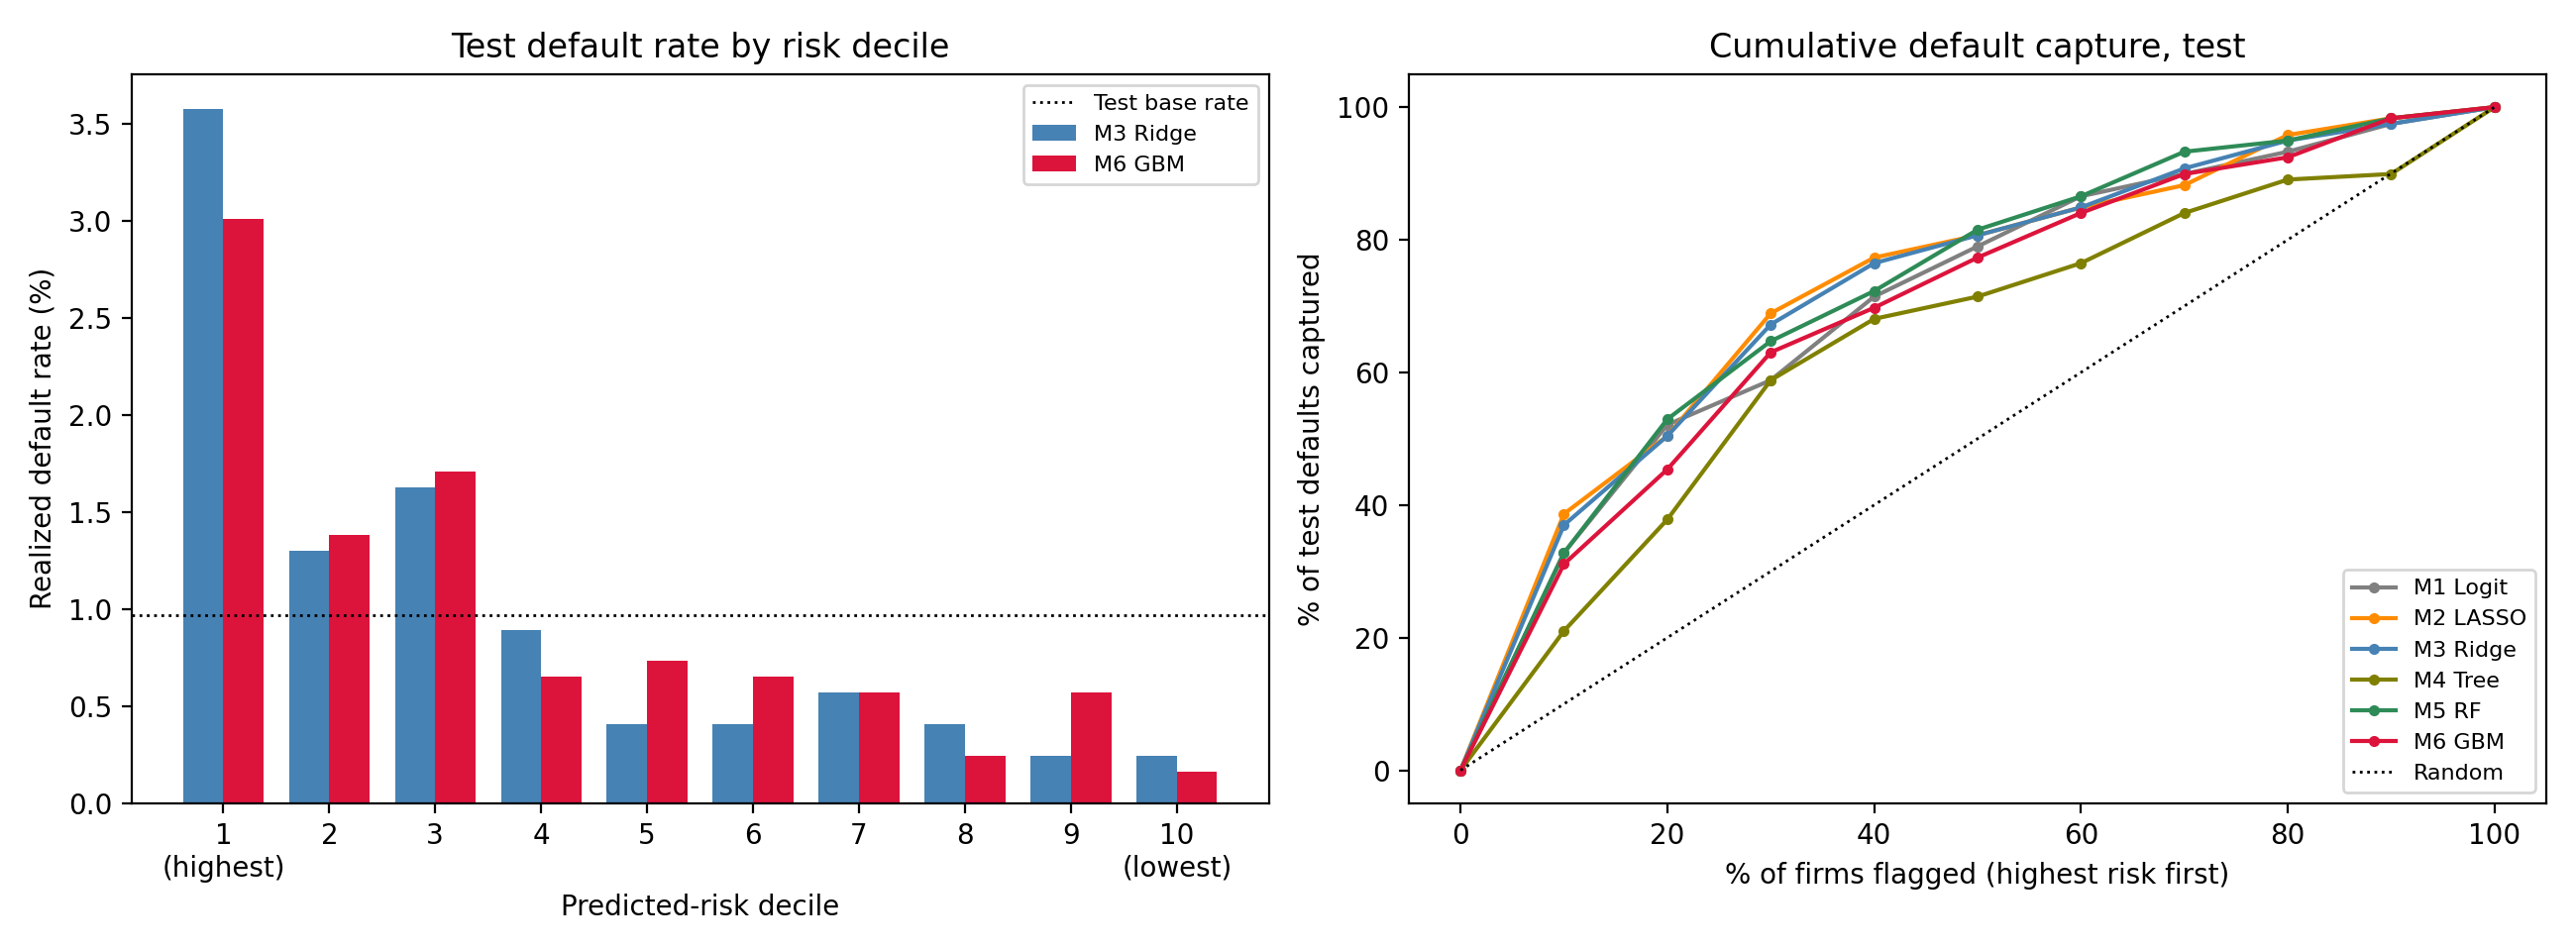 Test default rate by risk decile
Realized default rate (%)
3.5
3.0
2.5
2.0
1.5
1.0
0.5
0.0
Test base rate
M3 Ridge
M6 GBM
1 2 3 4 5 6 7 8 9 10
(highest) (lowest)
Predicted-risk decile
Cumulative default capture, test
% of test defaults captured
100
80
60
40
20
0
M1 Logit
M2 LASSO
M3 Ridge
M4 Tree
M5 RF
M6 GBM
Random
0 20 40 60 80 100
% of firms flagged (highest risk first)